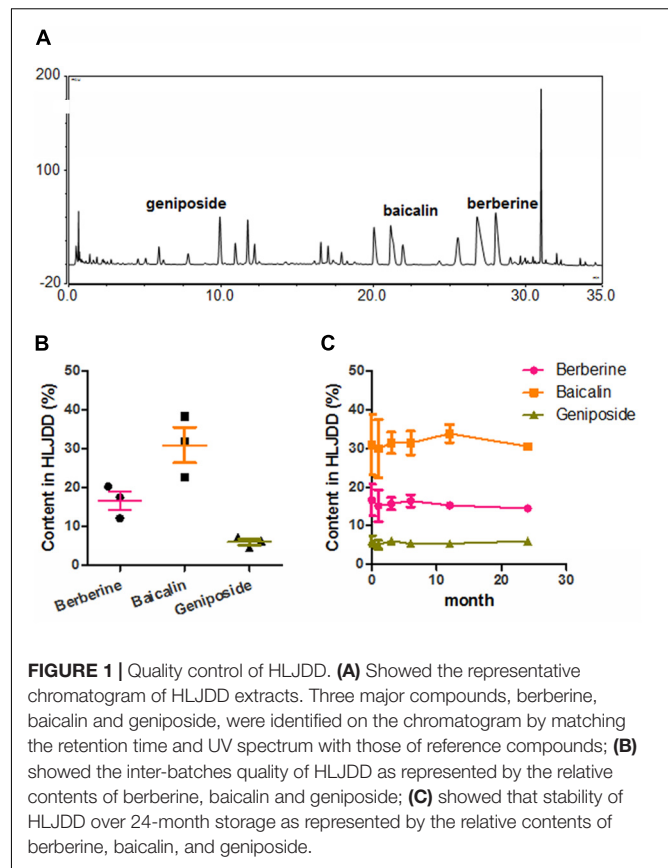 A
200
100
-20
geniposide
baicalin
berberine
0.0 10.0 20.0 30.0 35.0
B
Content in HLJDD (%)
50
40
30
20
10
0
Berberine
Baicalin
Geniposide
C
Content in HLJDD (%)
50
40
30
20
10
0
0 10 20 30
month
Berberine
Baicalin
Geniposide
FIGURE 1 | Quality control of HLJDD. (A) Showed the representative
chromatogram of HLJDD extracts. Three major compounds, berberine,
baicalin and geniposide, were identified on the chromatogram by matching
the retention time and UV spectrum with those of reference compounds; (B)
showed the inter-batches quality of HLJDD as represented by the relative
contents of berberine, baicalin and geniposide; (C) showed that stability of
HLJDD over 24-month storage as represented by the relative contents of
berberine, baicalin, and geniposide.